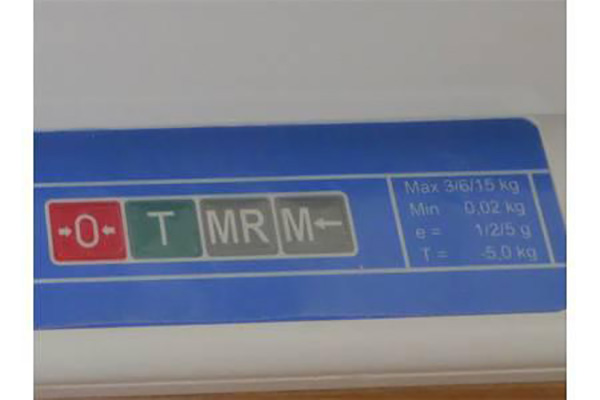 →0← T MR M←
Max 3/6/15 kg
Min 0,02 kg
e = 1/2/5 g
T = -5,0 kg